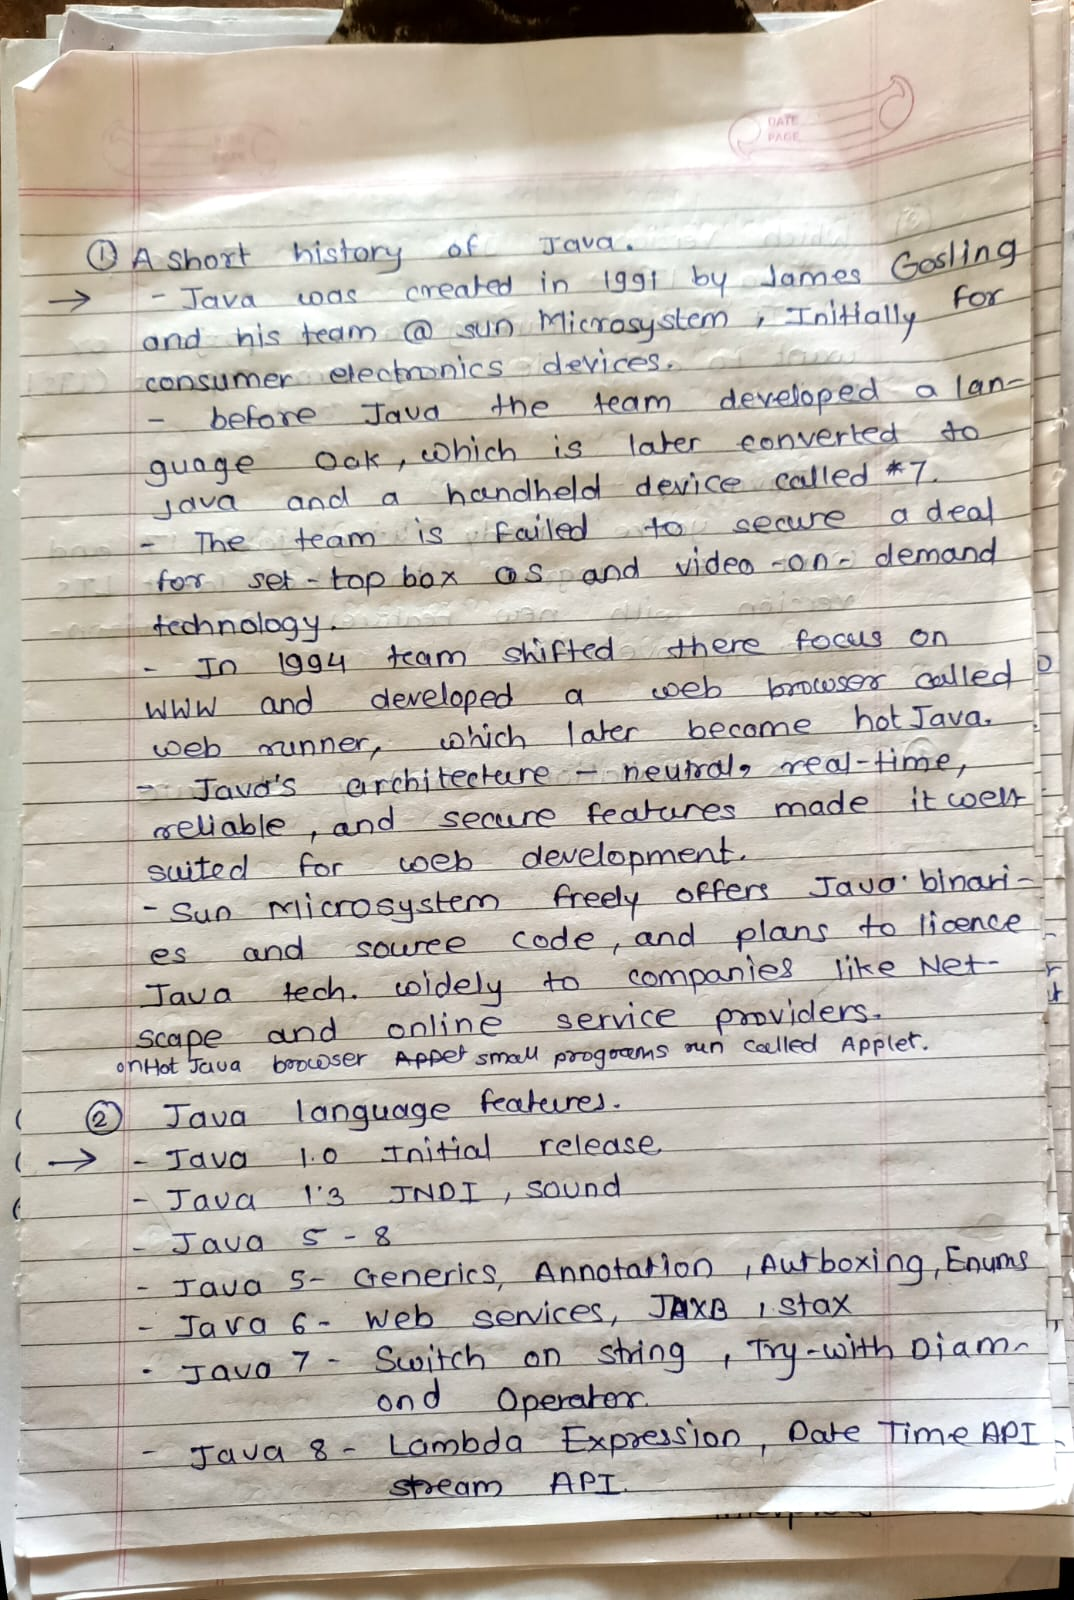 DATE
PAGE
① A short history of Java.
→ - Java was created in 1991 by James Gosling
and his team @ sun Microsystem, Initially for
consumer electronics devices.
- before Java the team developed a lan-
guage Oak, which is later converted to
Java and a handheld device called *7.
- The team is failed to secure a deal
for set-top box OS and video-on-demand
technology.
- In 1994 team shifted there focus on
WWW and developed a web browser called
web runner, which later become hot Java.
- Java's architecture - neutral, real-time,
reliable, and secure features made it well
suited for web development.
- Sun Microsystem freely offers Java binari-
es and source code, and plans to licence
Java tech. widely to companies like Net-
scape and online service providers.
on Hot Java browser small programs run called Applet.
② Java language features.
→ - Java 1.0 Initial release
- Java 1.3 JNDI, sound
- Java 5 - 8
- Java 5- Generics, Annotation, Autboxing, Enums
- Java 6 - Web services, JAXB, stax
- Java 7 - Switch on string, Try-with Diam-
ond Operator.
- Java 8 - Lambda Expression, Date Time API
stream API.